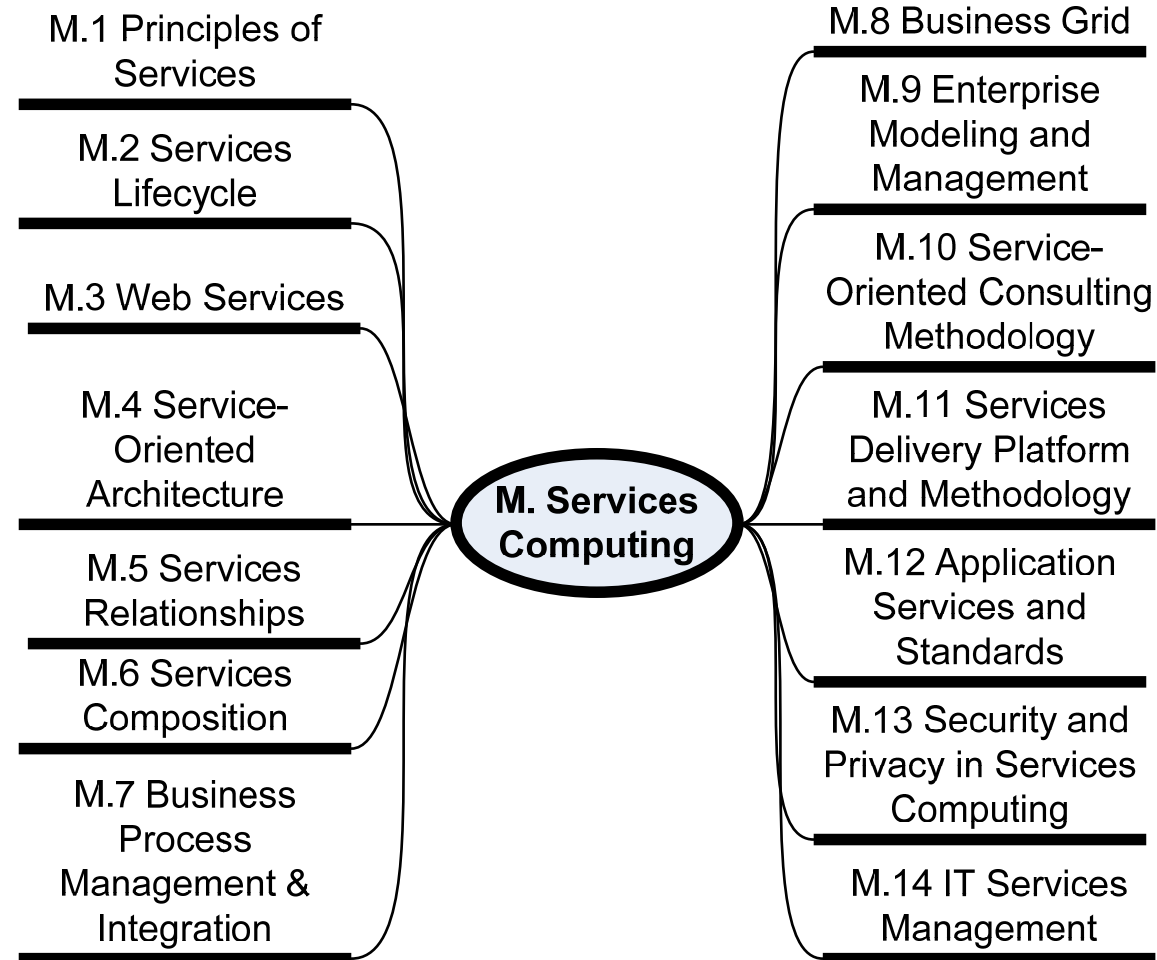 M.1 Principles of
Services
M.2 Services
Lifecycle
M.3 Web Services
M.4 Service-
Oriented
Architecture
M.5 Services
Relationships
M.6 Services
Composition
M.7 Business
Process
Management &
Integration
M. Services
Computing
M.8 Business Grid
M.9 Enterprise
Modeling and
Management
M.10 Service-
Oriented Consulting
Methodology
M.11 Services
Delivery Platform
and Methodology
M.12 Application
Services and
Standards
M.13 Security and
Privacy in Services
Computing
M.14 IT Services
Management